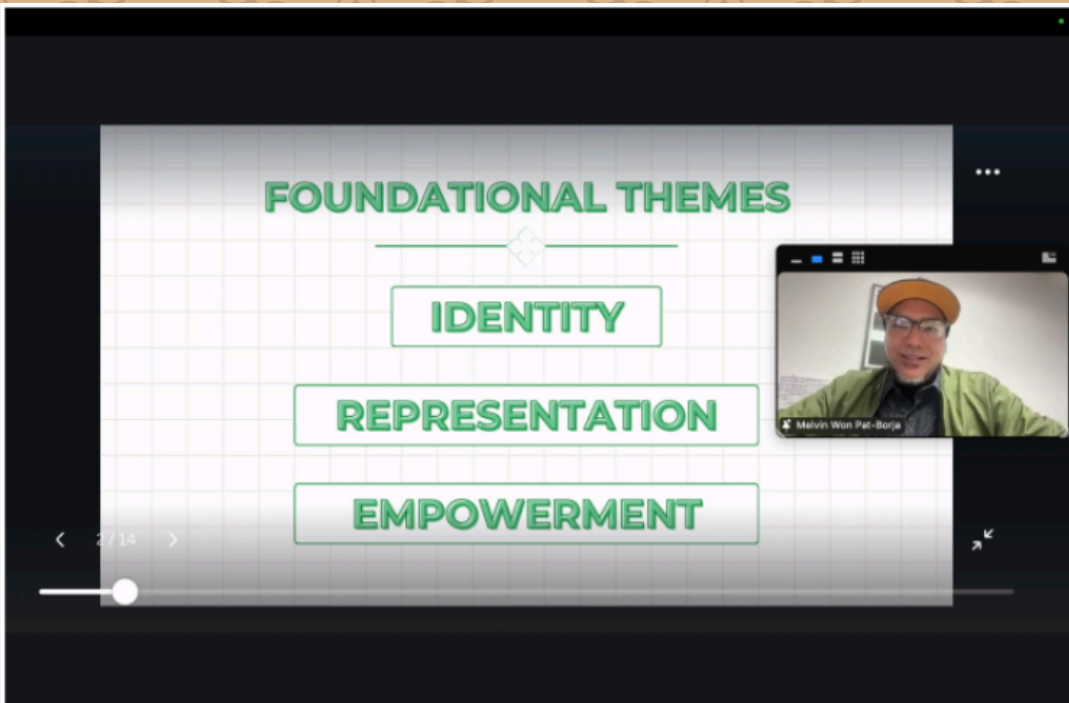 FOUNDATIONAL THEMES
IDENTITY
REPRESENTATION
Melvin Won Pat-Borja
EMPOWERMENT
2/14